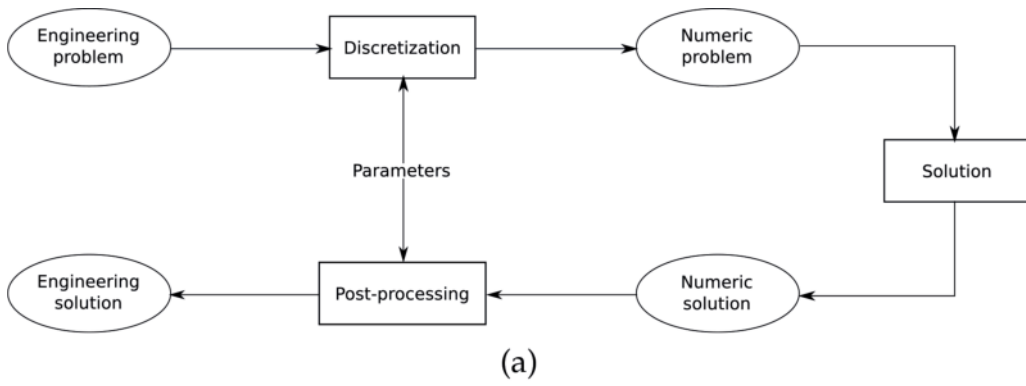 Engineering
problem
Discretization
Numeric
problem
Parameters
Solution
Engineering
solution
Post-processing
Numeric
solution
(a)